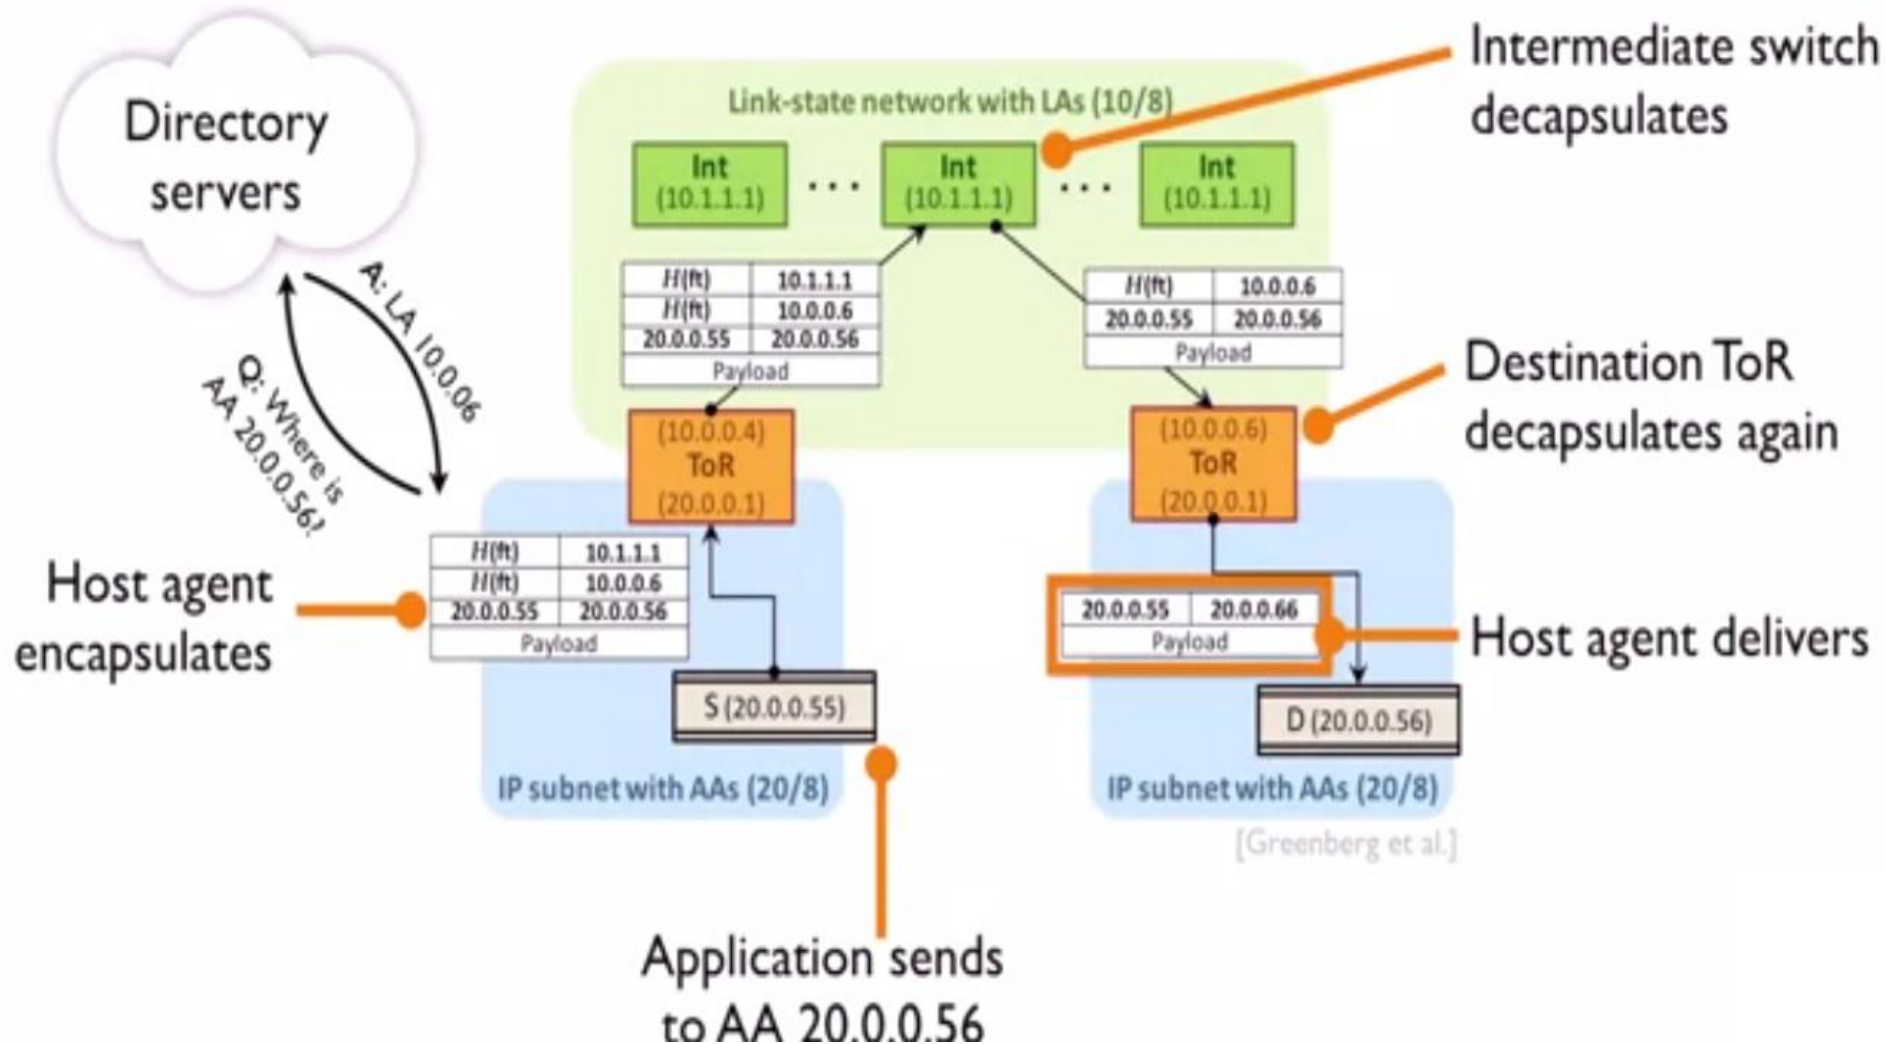 Directory
servers
Link-state network with LAs (10/8)
Intermediate switch
decapsulates
Int
(10.1.1.1)
...
Int
(10.1.1.1)
...
Int
(10.1.1.1)
A: LA 10.0.06
Q: Where is
AA 20.0.0.56?
H(ft) 10.1.1.1
H(ft) 10.0.0.6
20.0.0.55 20.0.0.56
Payload
H(ft) 10.0.0.6
20.0.0.55 20.0.0.56
Payload
(10.0.0.4)
ToR
(20.0.0.1)
(10.0.0.6)
ToR
(20.0.0.1)
Destination ToR
decapsulates again
Host agent
encapsulates
H(ft) 10.1.1.1
H(ft) 10.0.0.6
20.0.0.55 20.0.0.56
Payload
20.0.0.55 20.0.0.66
Payload
Host agent delivers
S (20.0.0.55)
D (20.0.0.56)
IP subnet with AAs (20/8)
IP subnet with AAs (20/8)
[Greenberg et al.]
Application sends
to AA 20.0.0.56